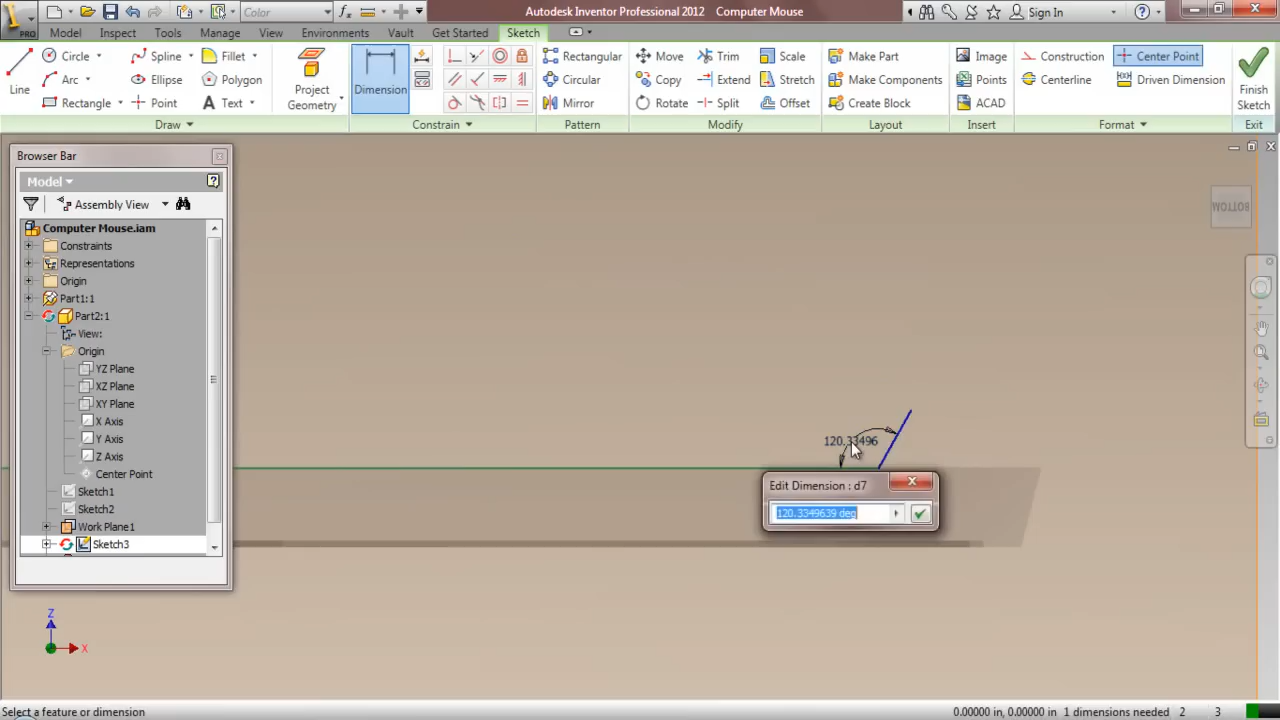 Color Autodesk Inventor Professional 2012 Computer Mouse Sign In
PRO Model Inspect Tools Manage View Environments Vault Get Started Sketch
Line Circle Spline Fillet
Arc Ellipse Polygon
Rectangle Point Text
Draw
Project Geometry
Dimension
Constrain
Rectangular
Circular
Mirror
Pattern
Move Trim Scale
Copy Extend Stretch
Rotate Split Offset
Modify
Make Part
Make Components
Create Block
Layout
Image
Points
ACAD
Insert
Construction Center Point
Centerline Driven Dimension
Format
Finish Sketch
Exit
Browser Bar
Model
Assembly View
Computer Mouse.iam
Constraints
Representations
Origin
Part1:1
Part2:1
View:
Origin
YZ Plane
XZ Plane
XY Plane
X Axis
Y Axis
Z Axis
Center Point
Sketch1
Sketch2
Work Plane1
Sketch3
BOTTOM
120.33496
Edit Dimension : d7
120.3349639 deg
Z
X
Select a feature or dimension 0.00000 in, 0.00000 in 1 dimensions needed 2 3